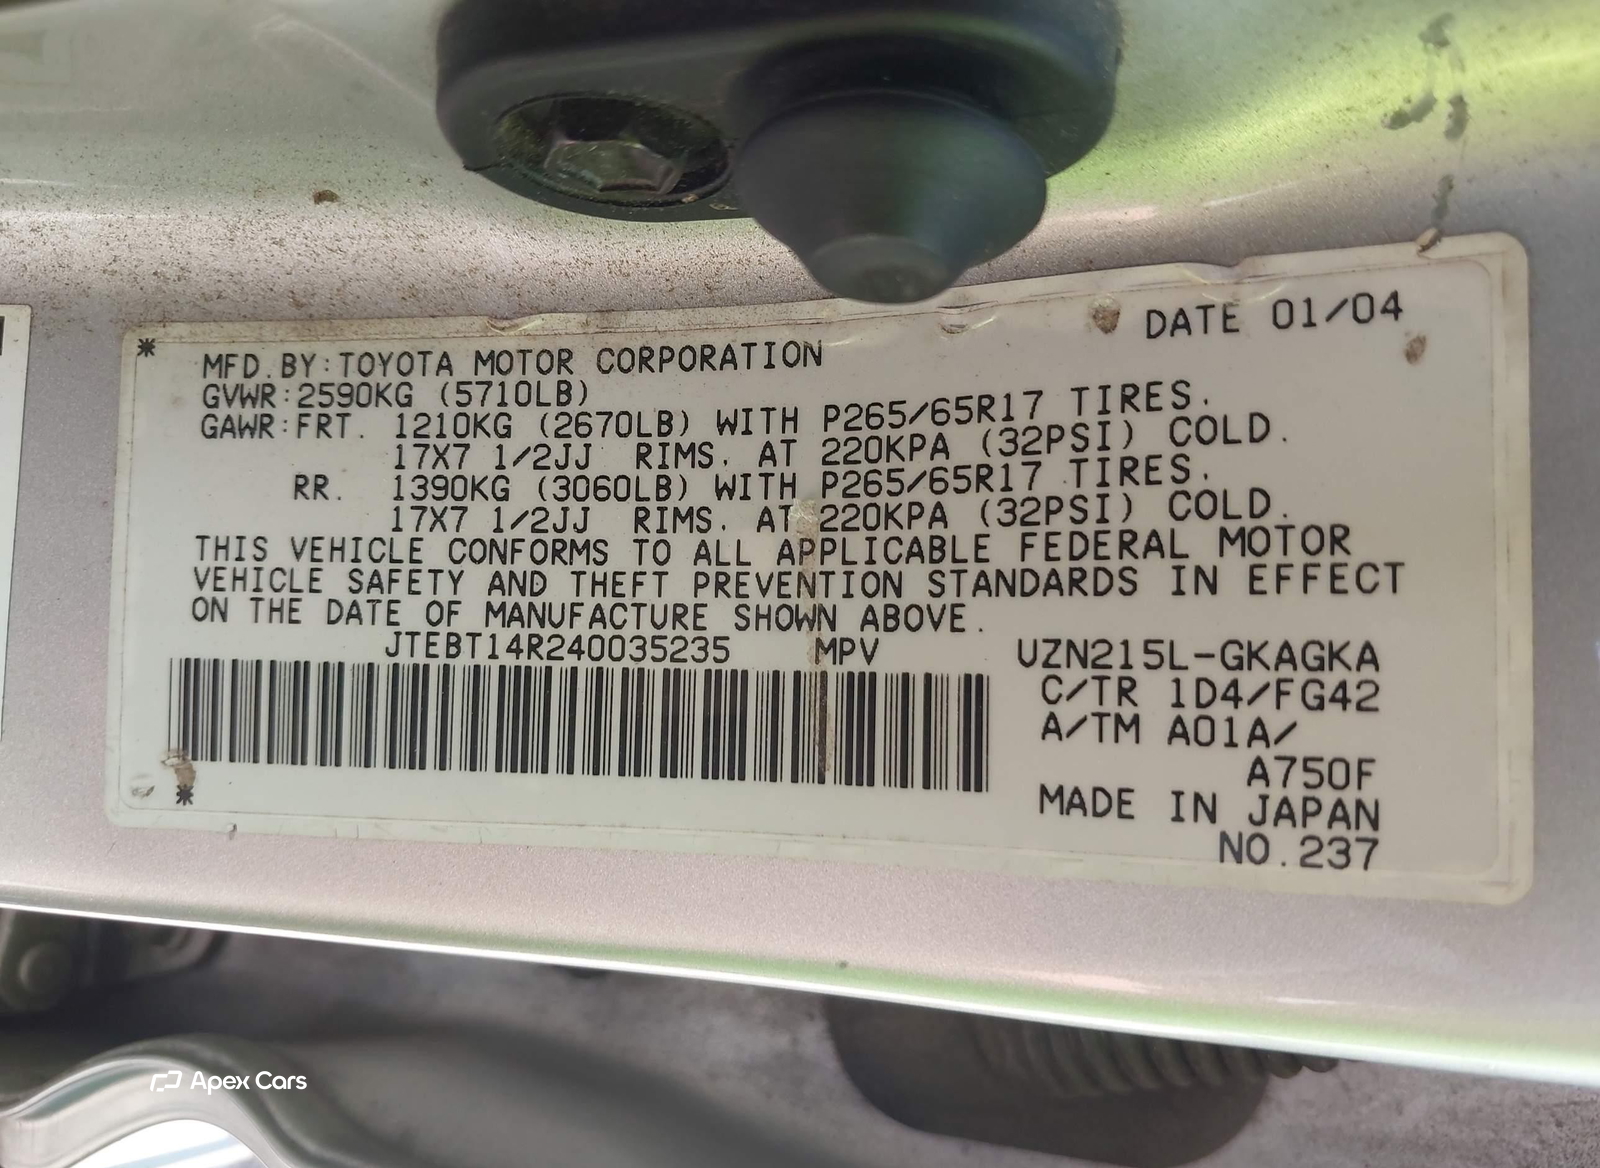 DATE 01/04
MFD.BY:TOYOTA MOTOR CORPORATION
GVWR:2590KG (5710LB)
GAWR:FRT. 1210KG (2670LB) WITH P265/65R17 TIRES.
17X7 1/2JJ RIMS. AT 220KPA (32PSI) COLD.
RR. 1390KG (3060LB) WITH P265/65R17 TIRES.
17X7 1/2JJ RIMS. AT 220KPA (32PSI) COLD.
THIS VEHICLE CONFORMS TO ALL APPLICABLE FEDERAL MOTOR
VEHICLE SAFETY AND THEFT PREVENTION STANDARDS IN EFFECT
ON THE DATE OF MANUFACTURE SHOWN ABOVE.
JTEBT14R240035235 MPV UZN215L-GKAGKA
C/TR 1D4/FG42
A/TM A01A/
A750F
MADE IN JAPAN
NO.237
Apex Cars